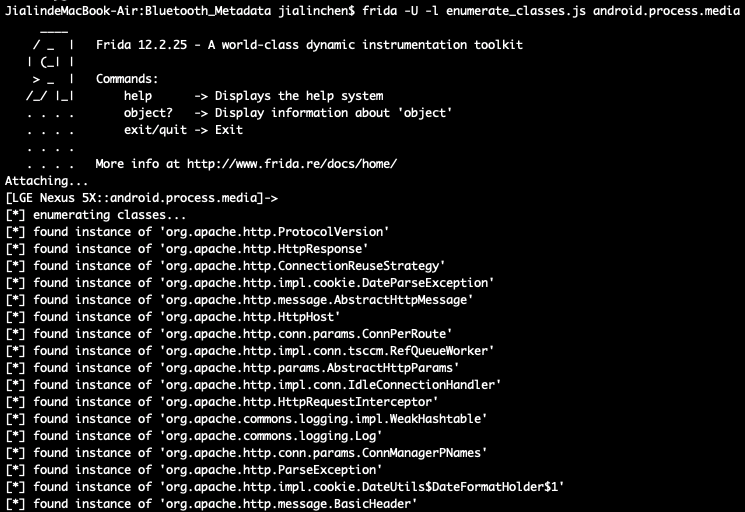 JialindeMacBook-Air:Bluetooth_Metadata jialinchen$ frida -U -l enumerate_classes.js android.process.media
     ____
    / _  |   Frida 12.2.25 - A world-class dynamic instrumentation toolkit
   | (_| |
    > _  |   Commands:
   /_/ |_|       help      -> Displays the help system
   . . . .       object?   -> Display information about 'object'
   . . . .       exit/quit -> Exit
   . . . .
   . . . .   More info at http://www.frida.re/docs/home/
Attaching...
[LGE Nexus 5X::android.process.media]->
[*] enumerating classes...
[*] found instance of 'org.apache.http.ProtocolVersion'
[*] found instance of 'org.apache.http.HttpResponse'
[*] found instance of 'org.apache.http.ConnectionReuseStrategy'
[*] found instance of 'org.apache.http.impl.cookie.DateParseException'
[*] found instance of 'org.apache.http.message.AbstractHttpMessage'
[*] found instance of 'org.apache.http.HttpHost'
[*] found instance of 'org.apache.http.conn.params.ConnPerRoute'
[*] found instance of 'org.apache.http.impl.conn.tsccm.RefQueueWorker'
[*] found instance of 'org.apache.http.params.AbstractHttpParams'
[*] found instance of 'org.apache.http.impl.conn.IdleConnectionHandler'
[*] found instance of 'org.apache.http.HttpRequestInterceptor'
[*] found instance of 'org.apache.commons.logging.impl.WeakHashtable'
[*] found instance of 'org.apache.commons.logging.Log'
[*] found instance of 'org.apache.http.conn.params.ConnManagerPNames'
[*] found instance of 'org.apache.http.ParseException'
[*] found instance of 'org.apache.http.impl.cookie.DateUtils$DateFormatHolder$1'
[*] found instance of 'org.apache.http.message.BasicHeader'